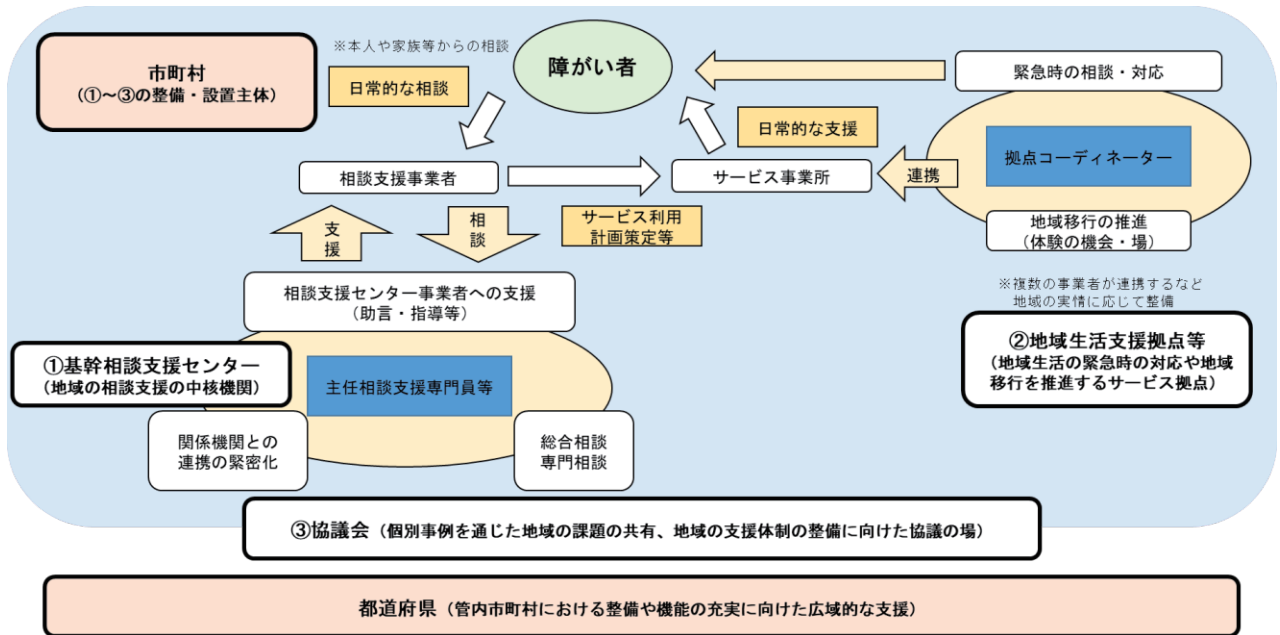 市町村
（①～③の整備・設置主体）
※本人や家族等からの相談
日常的な相談
障がい者
緊急時の相談・対応
日常的な支援
拠点コーディネーター
相談支援事業者
サービス事業所
連携
支援
相談
サービス利用
計画策定等
地域移行の推進
（体験の機会・場）
相談支援センター事業者への支援
（助言・指導等）
※複数の事業者が連携するなど
地域の実情に応じて整備
①基幹相談支援センター
（地域の相談支援の中核機関）
主任相談支援専門員等
②地域生活支援拠点等
（地域生活の緊急時の対応や地域
移行を推進するサービス拠点）
関係機関との
連携の緊密化
総合相談
専門相談
③協議会（個別事例を通じた地域の課題の共有、地域の支援体制の整備に向けた協議の場）
都道府県（管内市町村における整備や機能の充実に向けた広域的な支援）